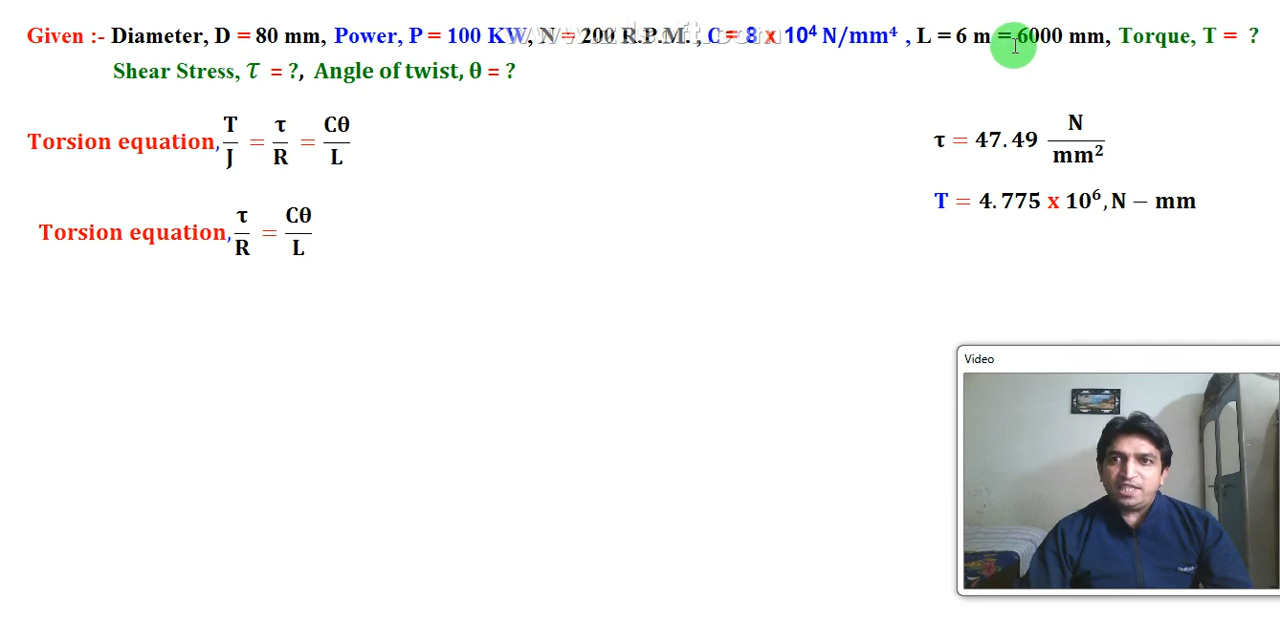 Given :- Diameter, D = 80 mm, Power, P = 100 KW, N = 200 R.P.M. , C = 8 x 10⁴ N/mm⁴ , L = 6 m = 6000 mm, Torque, T = ?
Shear Stress, τ = ?, Angle of twist, θ = ?
Torsion equation, T/J = τ/R = Cθ/L
τ = 47.49 N/mm²
T = 4.775 x 10⁶, N − mm
Torsion equation, τ/R = Cθ/L
Video